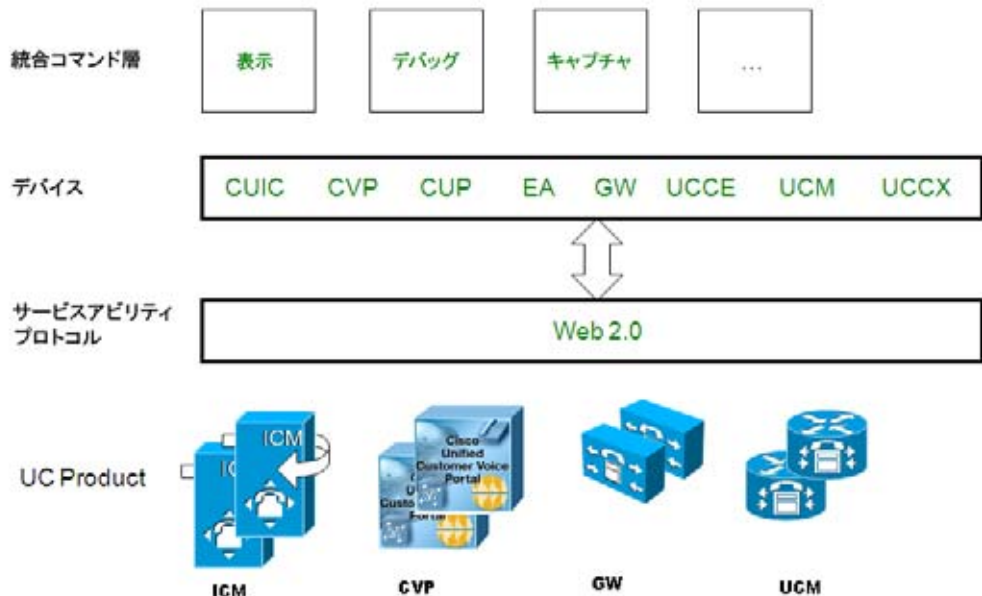 統合コマンド層
表示
デバッグ
キャプチャ
...
デバイス
CUIC CVP CUP EA GW UCCE UCM UCCX
サービスアビリティ
プロトコル
Web 2.0
UC Product
ICM
Cisco
Unified
Customer Voice
Portal
ICM
CVP
GW
UCM